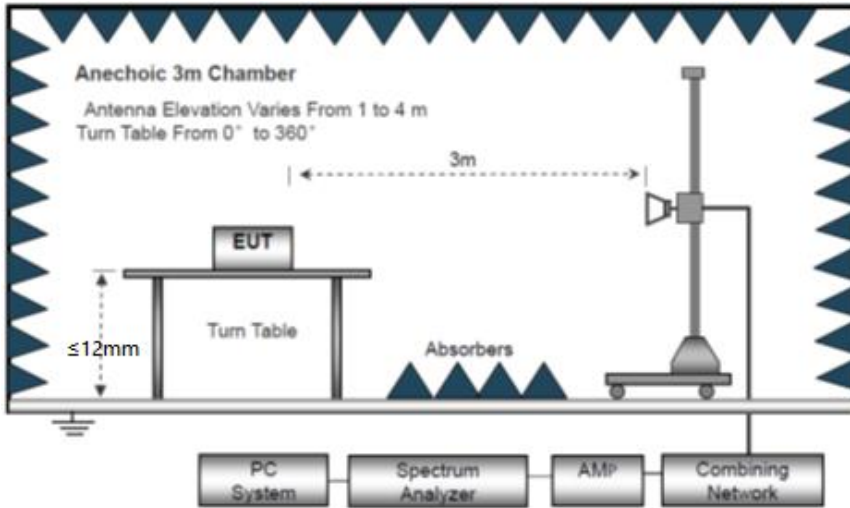 Anechoic 3m Chamber
Antenna Elevation Varies From 1 to 4 m
Turn Table From 0° to 360°
3m
EUT
≤12mm
Turn Table
Absorbers
PC
System
Spectrum
Analyzer
AMP
Combining
Network